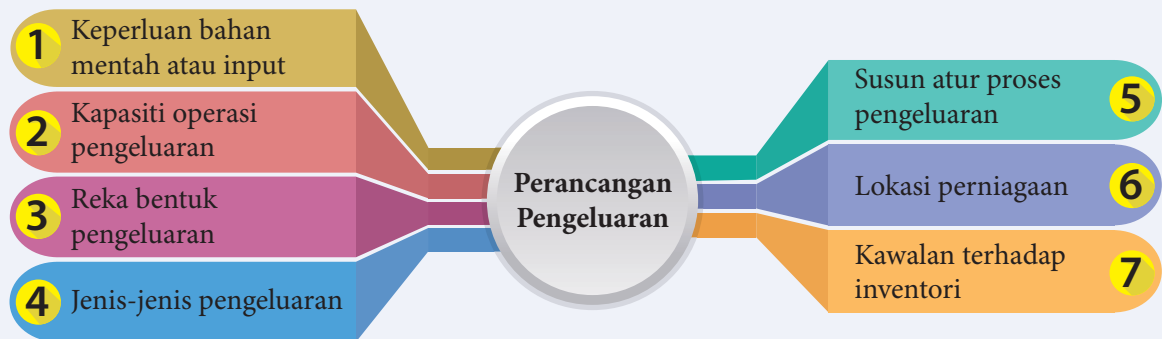 1
Keperluan bahan
mentah atau input
2
Kapasiti operasi
pengeluaran
3
Reka bentuk
pengeluaran
4
Jenis-jenis pengeluaran
Perancangan
Pengeluaran
Susun atur proses
pengeluaran
5
Lokasi perniagaan
6
Kawalan terhadap
inventori
7